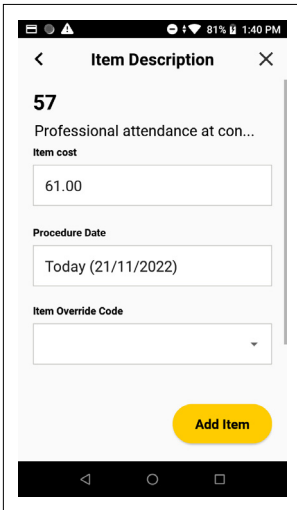 81% 1:40 PM
Item Description
57
Professional attendance at con...
Item cost
61.00
Procedure Date
Today (21/11/2022)
Item Override Code
Add Item